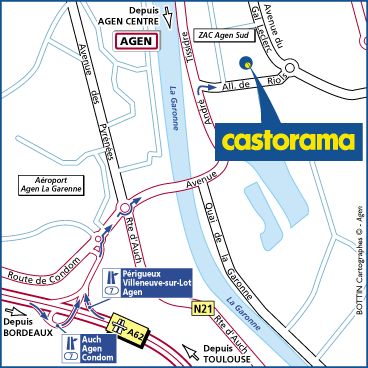 Depuis
AGEN CENTRE
AGEN
ZAC Agen Sud
Avenue du
Gal Leclerc
Tissidre
André
All. de Riols
castorama
Avenue des Pyrénées
La Garonne
Aéroport
Agen La Garenne
Avenue
Quai de la Garonne
Rte d'Auch
Route de Condom
Périgueux
Villeneuve-sur-Lot
Agen
N21
La Garonne
Rte d'Auch
A62
Depuis
BORDEAUX
Auch
Agen
Condom
Depuis
TOULOUSE
BOTTIN Cartographes © - Agen